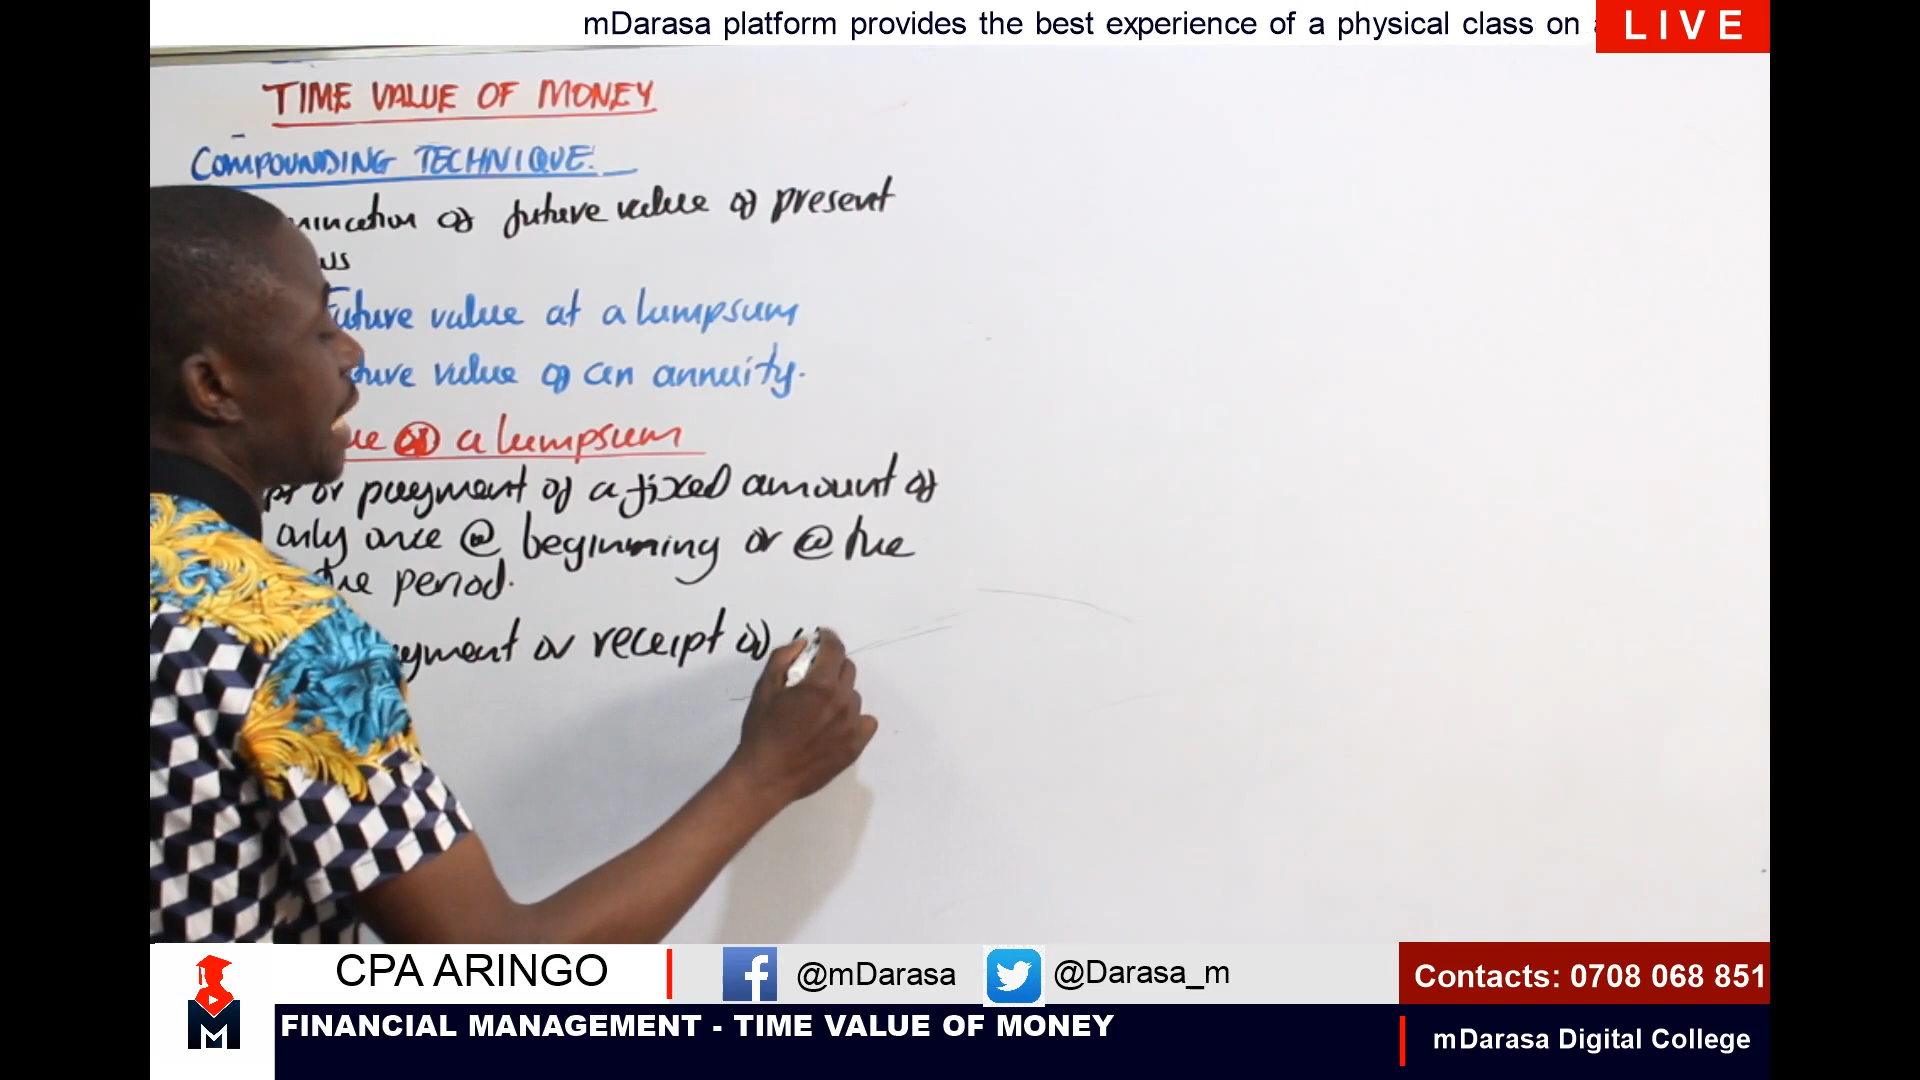 mDarasa platform provides the best experience of a physical class on
LIVE
TIME VALUE OF MONEY
COMPOUNDING TECHNIQUE.
of future value of present
Future value at a lumpsum
value of an annuity.
a lumpsum
or payment of a fixed amount of
only once @ beginning or @ the
the period.
or receipt of
CPA ARINGO
@mDarasa
@Darasa_m
Contacts: 0708 068 851
M
FINANCIAL MANAGEMENT - TIME VALUE OF MONEY
mDarasa Digital College